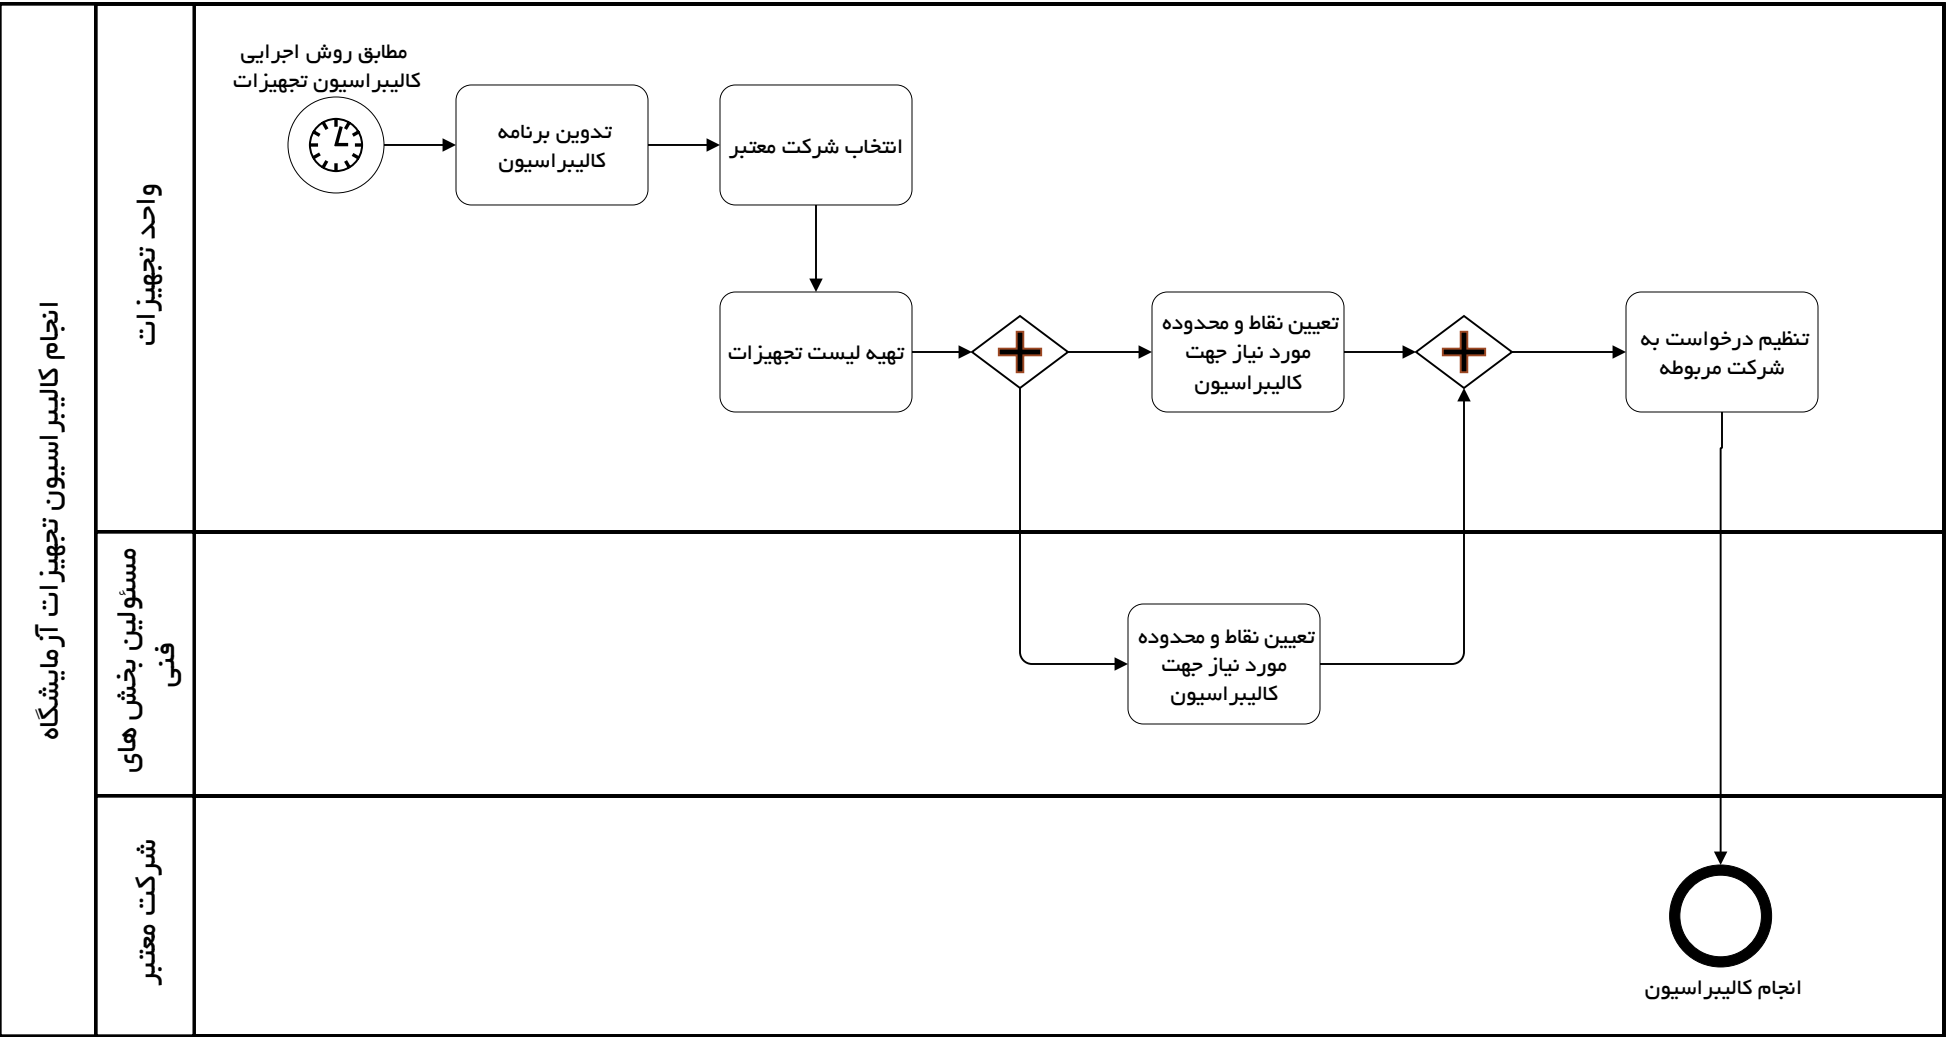 انجام کالیبراسیون تجهیزات آزمایشگاه
واحد تجهیزات
مطابق روش اجرایی
کالیبراسیون تجهیزات
تدوین برنامه
کالیبراسیون
انتخاب شرکت معتبر
تهیه لیست تجهیزات
تعیین نقاط و محدوده
مورد نیاز جهت
کالیبراسیون
تنظیم درخواست به
شرکت مربوطه
مسئولین بخش های
فنی
تعیین نقاط و محدوده
مورد نیاز جهت
کالیبراسیون
شرکت معتبر
انجام کالیبراسیون